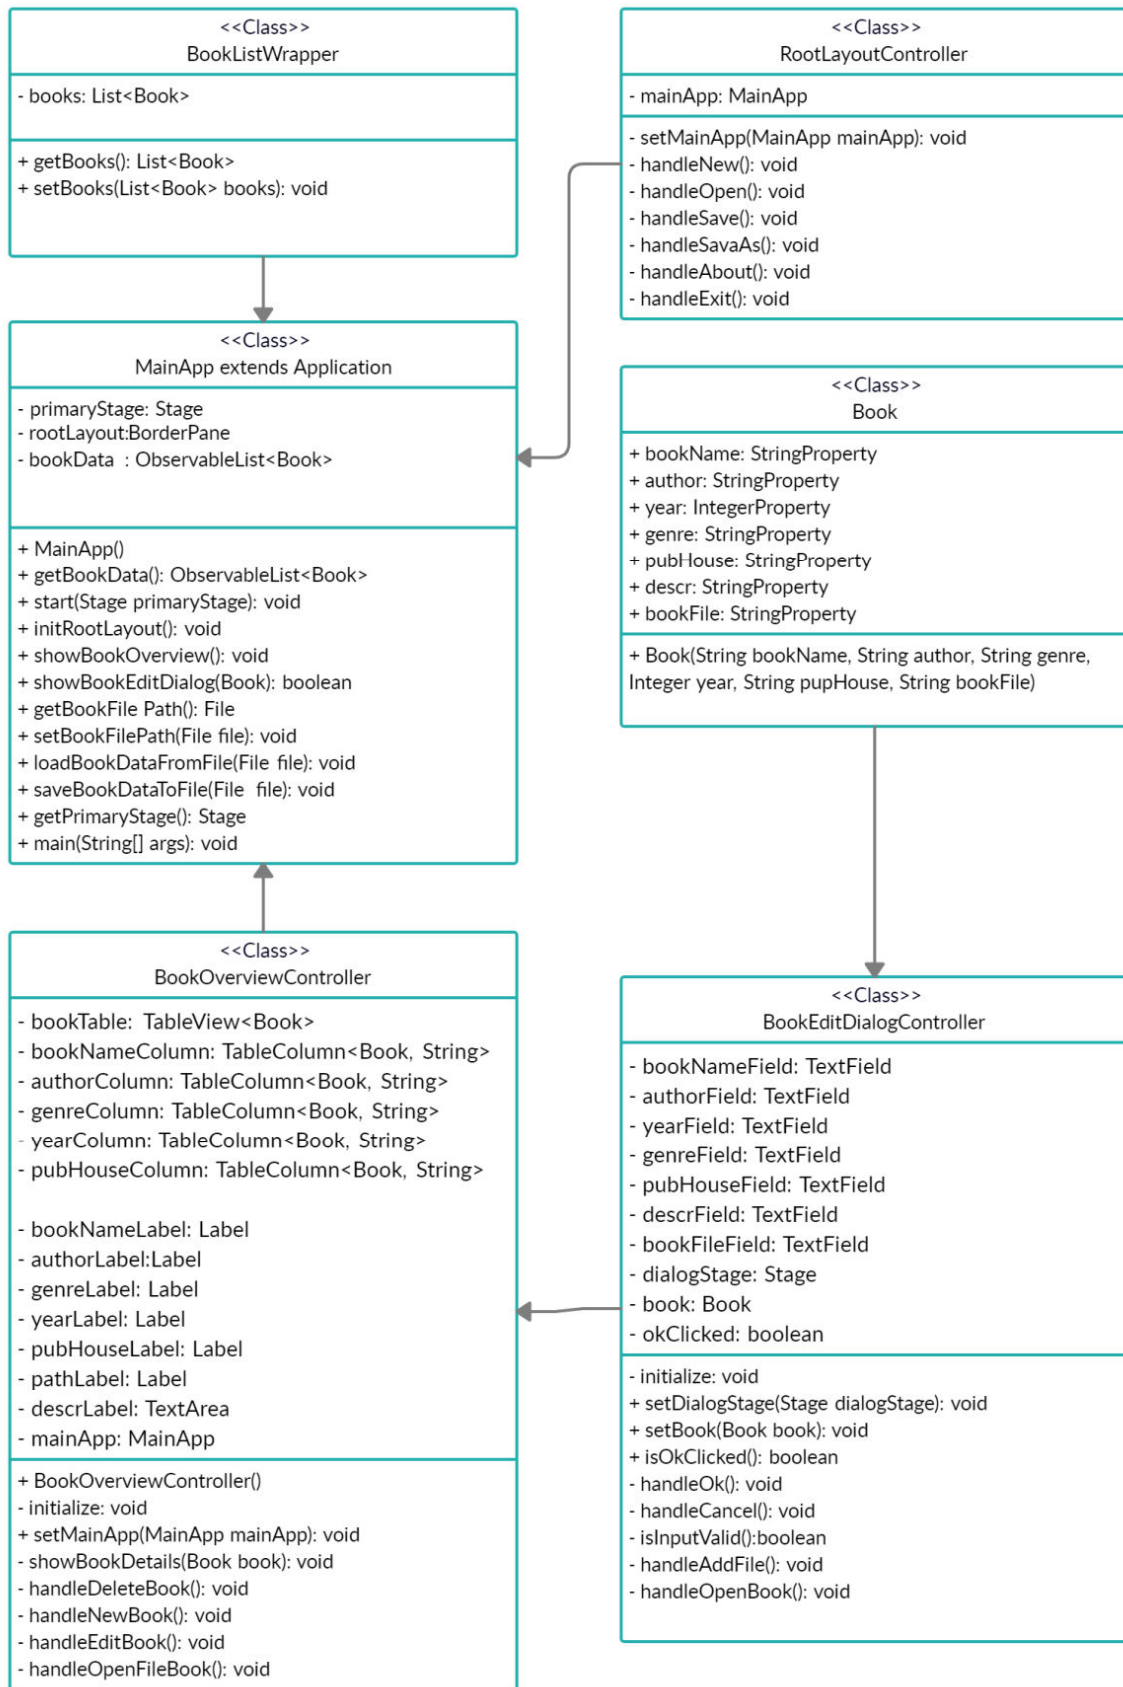 <<Class>>
BookListWrapper
- books: List<Book>
+ getBooks(): List<Book>
+ setBooks(List<Book> books): void
<<Class>>
RootLayoutController
- mainApp: MainApp
- setMainApp(MainApp mainApp): void
- handleNew(): void
- handleOpen(): void
- handleSave(): void
- handleSavaAs(): void
- handleAbout(): void
- handleExit(): void
<<Class>>
MainApp extends Application
- primaryStage: Stage
- rootLayout:BorderPane
- bookData : ObservableList<Book>
+ MainApp()
+ getBookData(): ObservableList<Book>
+ start(Stage primaryStage): void
+ initRootLayout(): void
+ showBookOverview(): void
+ showBookEditDialog(Book): boolean
+ getBookFile Path(): File
+ setBookFilePath(File file): void
+ loadBookDataFromFile(File file): void
+ saveBookDataToFile(File file): void
+ getPrimaryStage(): Stage
+ main(String[] args): void
<<Class>>
Book
+ bookName: StringProperty
+ author: StringProperty
+ year: IntegerProperty
+ genre: StringProperty
+ pubHouse: StringProperty
+ descr: StringProperty
+ bookFile: StringProperty
+ Book(String bookName, String author, String genre,
Integer year, String pupHouse, String bookFile)
<<Class>>
BookOverviewController
- bookTable: TableView<Book>
- bookNameColumn: TableColumn<Book, String>
- authorColumn: TableColumn<Book, String>
- genreColumn: TableColumn<Book, String>
- yearColumn: TableColumn<Book, String>
- pubHouseColumn: TableColumn<Book, String>
- bookNameLabel: Label
- authorLabel:Label
- genreLabel: Label
- yearLabel: Label
- pubHouseLabel: Label
- pathLabel: Label
- descrLabel: TextArea
- mainApp: MainApp
+ BookOverviewController()
- initialize: void
+ setMainApp(MainApp mainApp): void
- showBookDetails(Book book): void
- handleDeleteBook(): void
- handleNewBook(): void
- handleEditBook(): void
- handleOpenFileBook(): void
<<Class>>
BookEditDialogController
- bookNameField: TextField
- authorField: TextField
- yearField: TextField
- genreField: TextField
- pubHouseField: TextField
- descrField: TextField
- bookFileField: TextField
- dialogStage: Stage
- book: Book
- okClicked: boolean
- initialize: void
+ setDialogStage(Stage dialogStage): void
+ setBook(Book book): void
+ isOkClicked(): boolean
- handleOk(): void
- handleCancel(): void
- isInputValid():boolean
- handleAddFile(): void
- handleOpenBook(): void